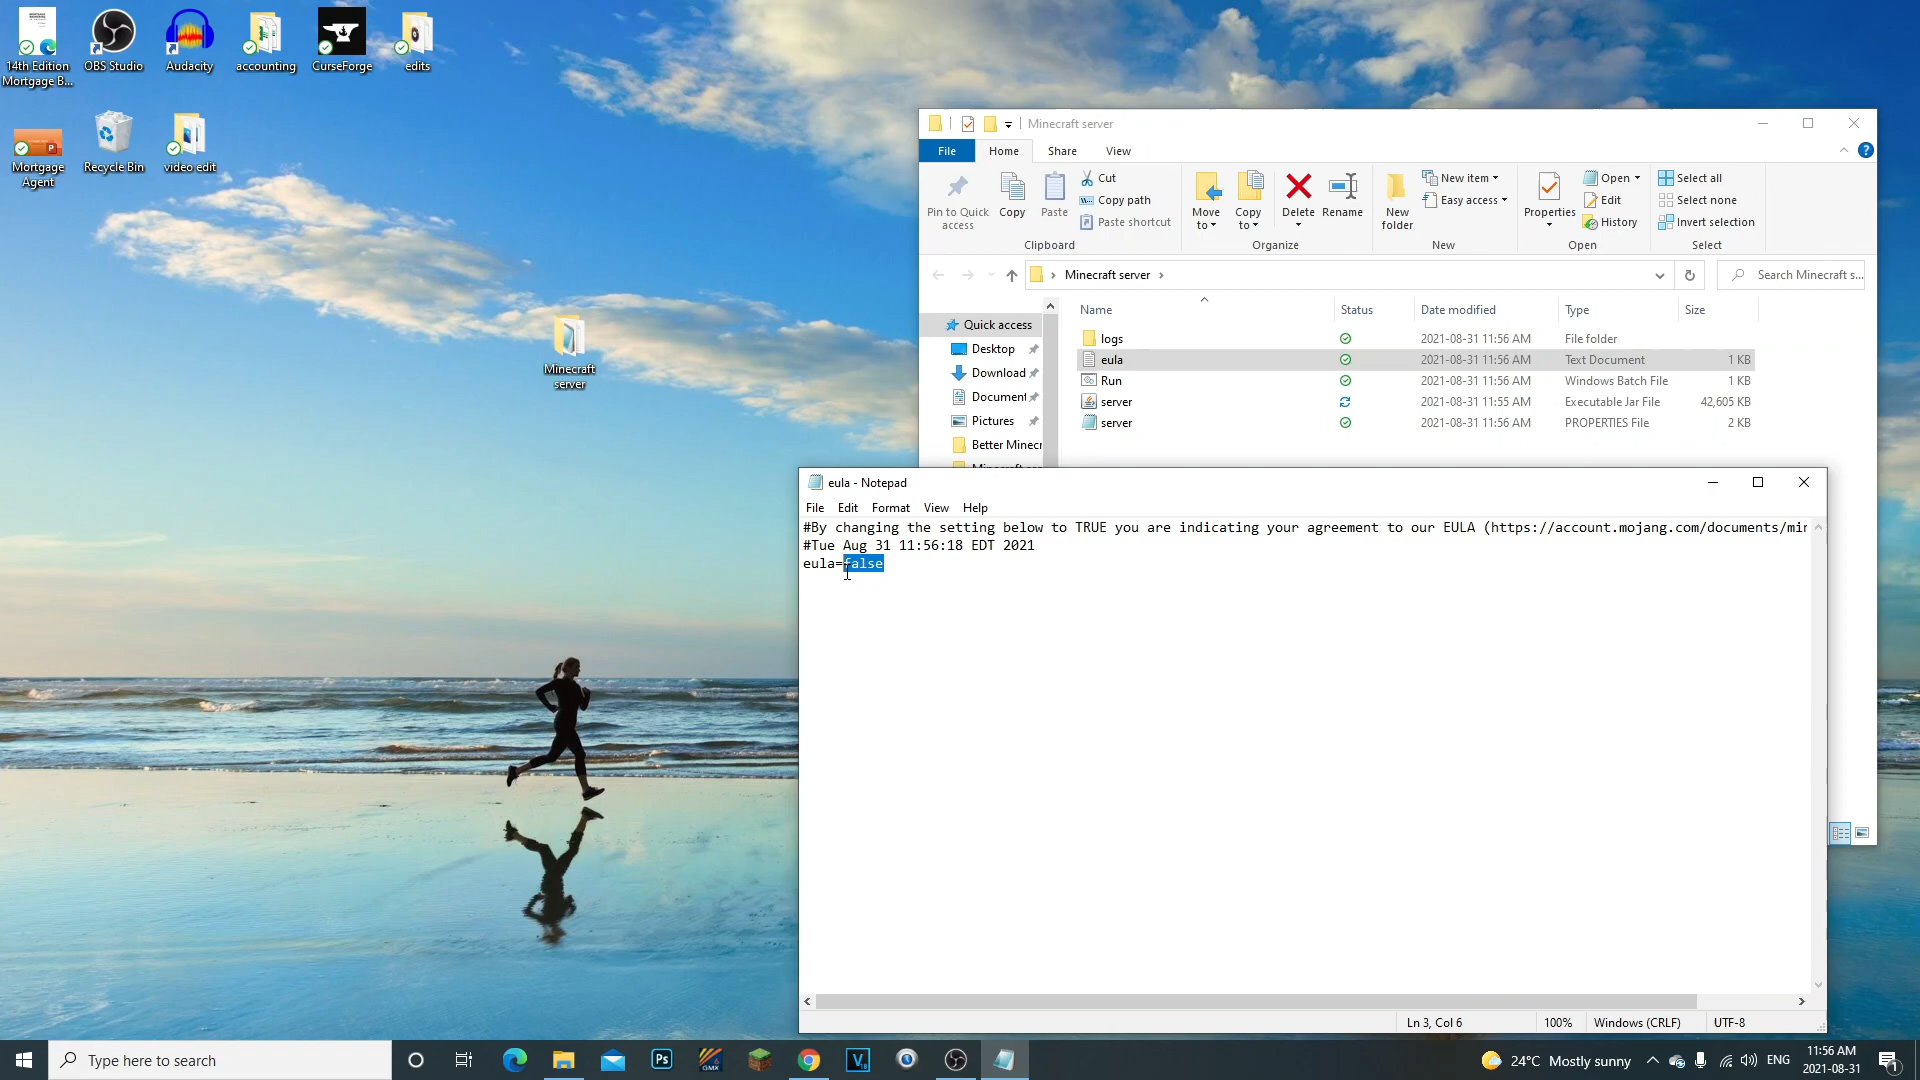 14th Edition
Mortgage B...
OBS Studio
Audacity
accounting
CurseForge
edits
Mortgage
Agent
Recycle Bin
video edit
Minecraft
server
Minecraft server
File
Home
Share
View
Pin to Quick
access
Copy
Paste
Cut
Copy path
Paste shortcut
Clipboard
Move
to
Copy
to
Delete
Rename
Organize
New
folder
New item
Easy access
New
Properties
Open
Edit
History
Open
Select all
Select none
Invert selection
Select
Minecraft server
Search Minecraft s...
Name
Status
Date modified
Type
Size
Quick access
Desktop
Download
Document
Pictures
Better Minecr
logs 2021-08-31 11:56 AM File folder
eula 2021-08-31 11:56 AM Text Document 1 KB
Run 2021-08-31 11:56 AM Windows Batch File 1 KB
server 2021-08-31 11:55 AM Executable Jar File 42,605 KB
server 2021-08-31 11:56 AM PROPERTIES File 2 KB
eula - Notepad
File Edit Format View Help
#By changing the setting below to TRUE you are indicating your agreement to our EULA (https://account.mojang.com/documents/min
#Tue Aug 31 11:56:18 EDT 2021
eula=false
Ln 3, Col 6 100% Windows (CRLF) UTF-8
Type here to search
Ps
GMX
V
24°C Mostly sunny
ENG
11:56 AM
2021-08-31
1